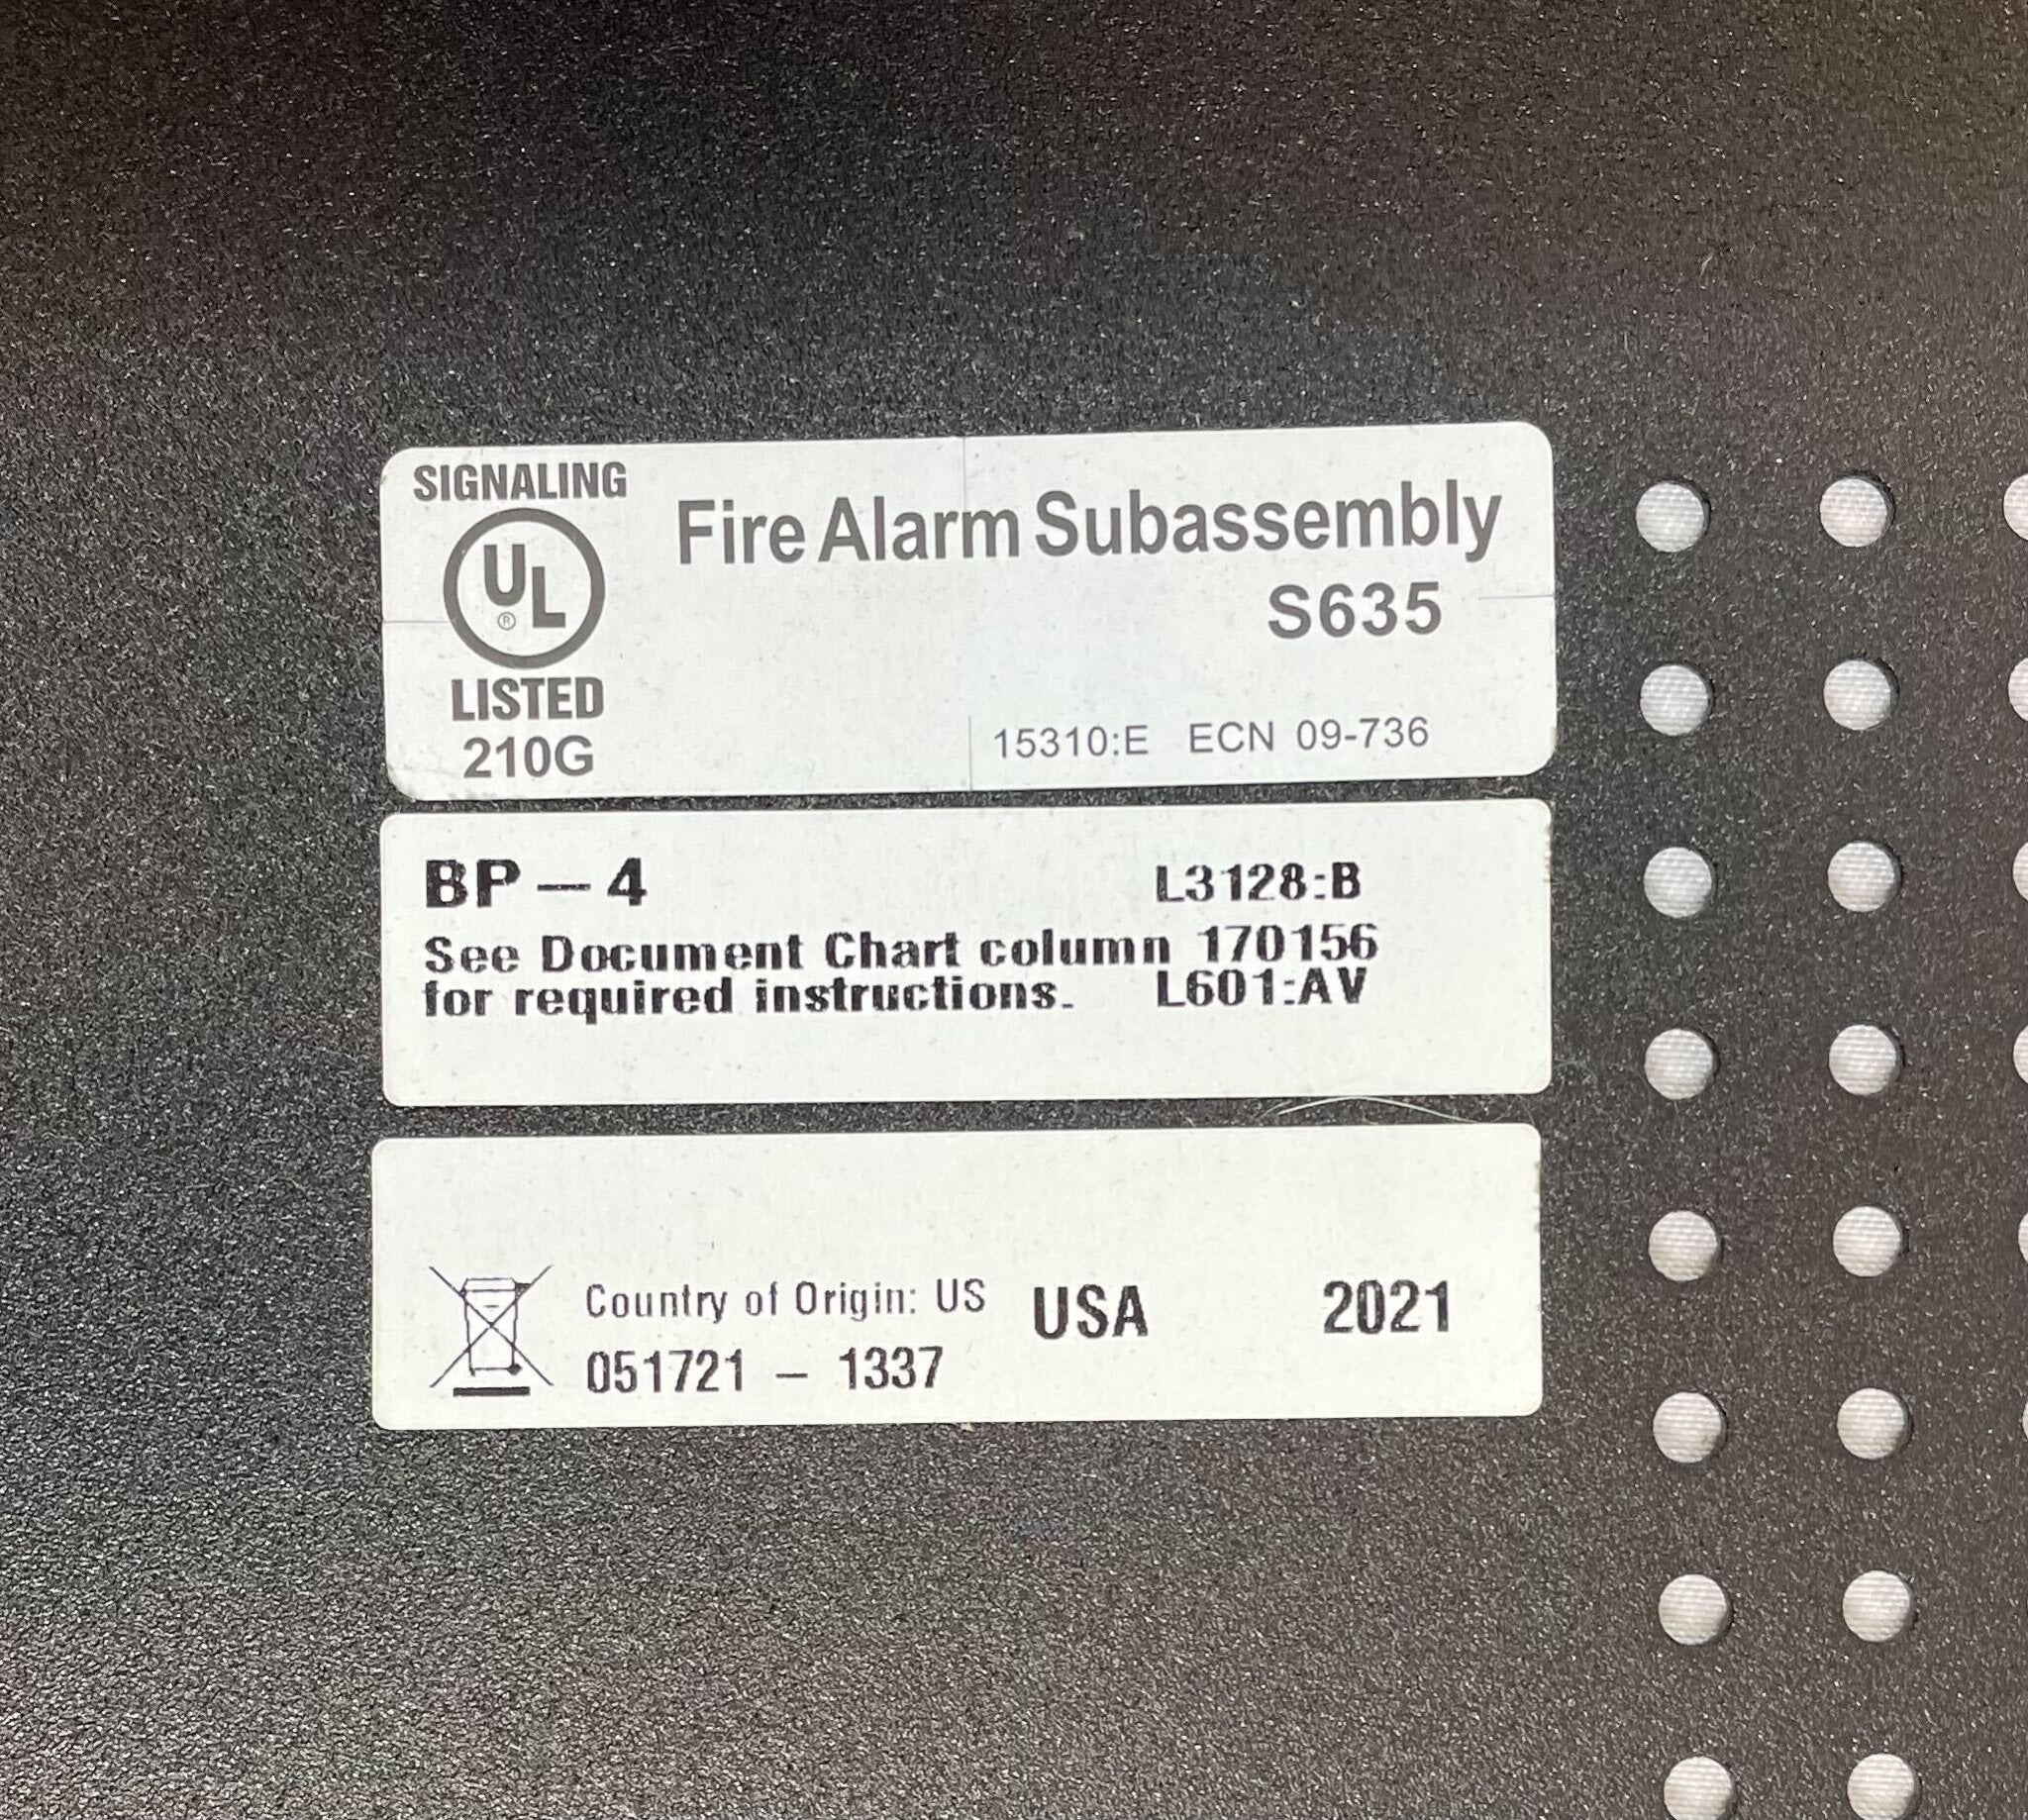 SIGNALING
UL
®
LISTED
210G
Fire Alarm Subassembly
S635
15310:E ECN 09-736
BP – 4 L3128:B
See Document Chart column 170156
for required instructions. L601:AV
Country of Origin: US USA 2021
051721 – 1337